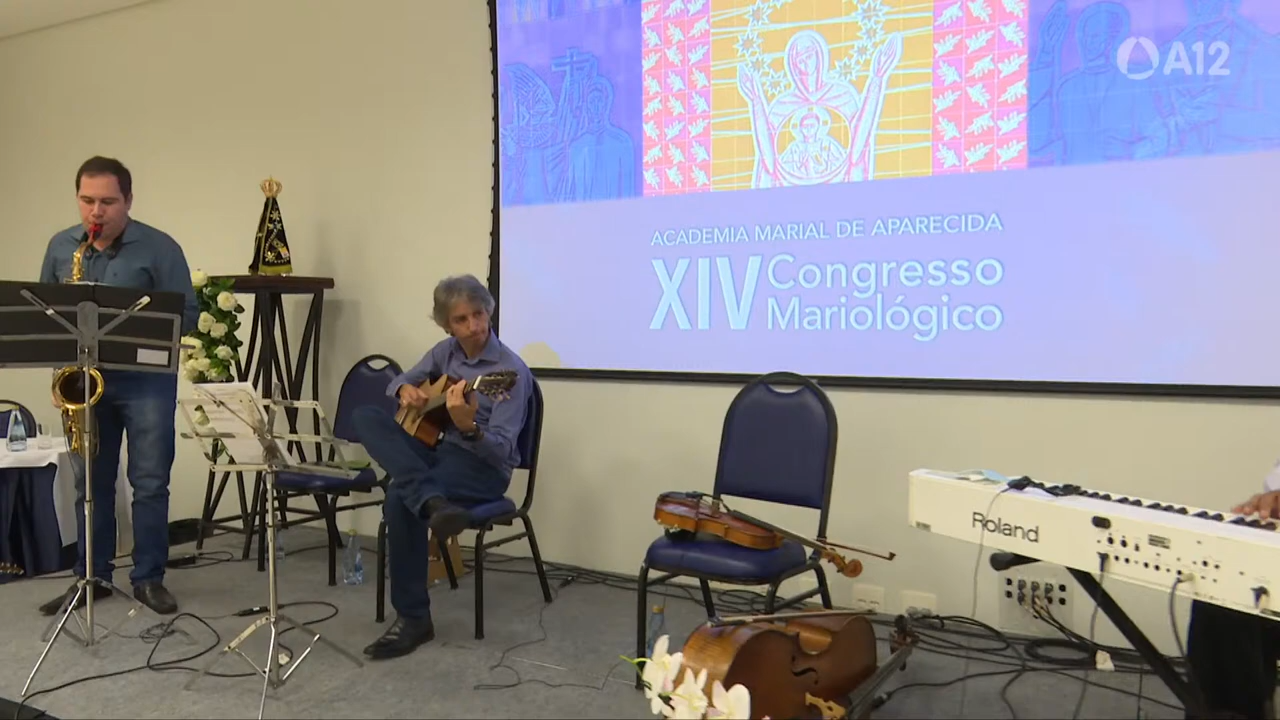 A12
ACADEMIA MARIAL DE APARECIDA
XIV Congresso
Mariológico
Roland